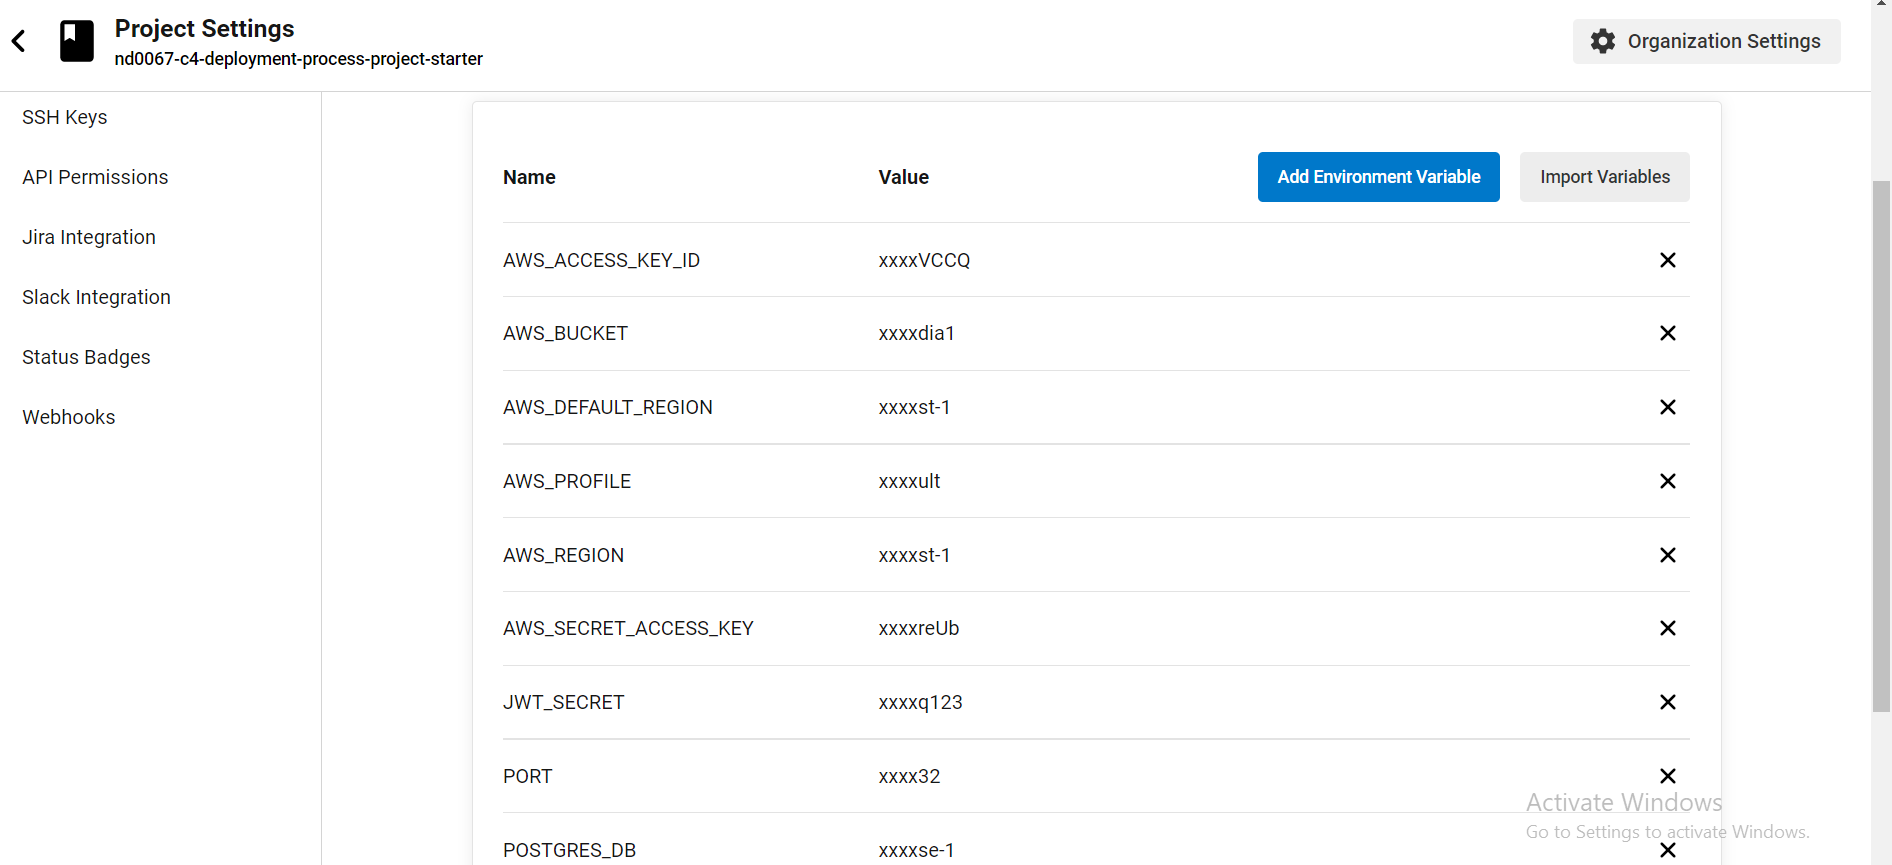 Project Settings
nd0067-c4-deployment-process-project-starter
Organization Settings
SSH Keys
API Permissions
Jira Integration
Slack Integration
Status Badges
Webhooks
Name Value Add Environment Variable Import Variables
AWS_ACCESS_KEY_ID xxxxVCCQ
AWS_BUCKET xxxxdia1
AWS_DEFAULT_REGION xxxxst-1
AWS_PROFILE xxxxult
AWS_REGION xxxxst-1
AWS_SECRET_ACCESS_KEY xxxxreUb
JWT_SECRET xxxxq123
PORT xxxx32
POSTGRES_DB xxxxse-1
Activate Windows
Go to Settings to activate Windows.